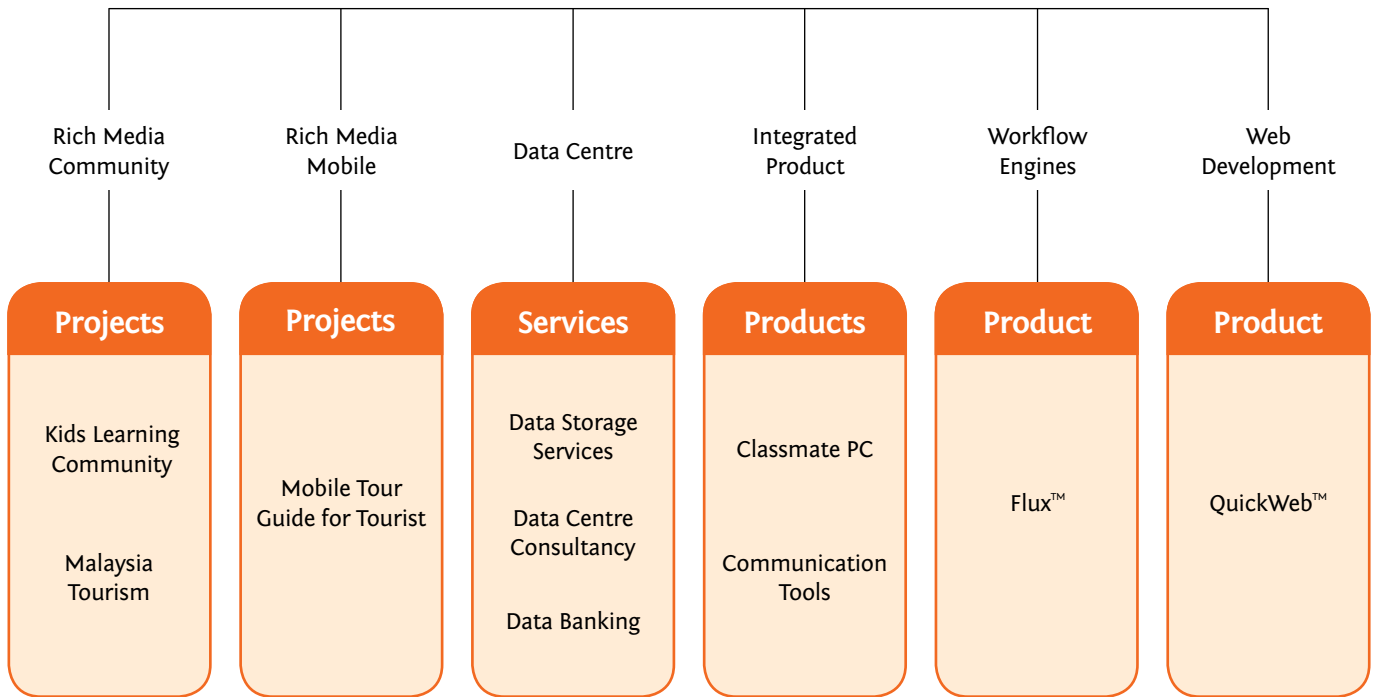 Rich Media
Community
Rich Media
Mobile
Data Centre
Integrated
Product
Workflow
Engines
Web
Development
Projects
Kids Learning
Community
Malaysia
Tourism
Projects
Mobile Tour
Guide for Tourist
Services
Data Storage
Services
Data Centre
Consultancy
Data Banking
Products
Classmate PC
Communication
Tools
Product
Flux™
Product
QuickWeb™